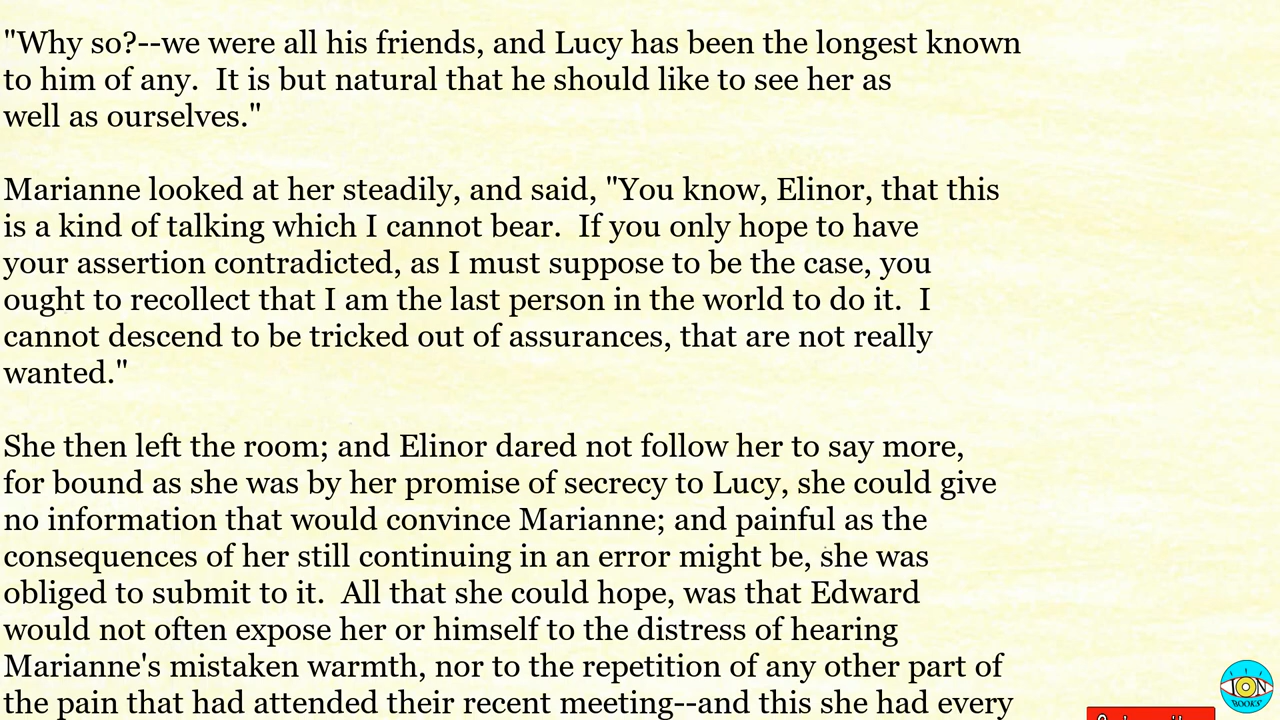 "Why so?--we were all his friends, and Lucy has been the longest known
to him of any.  It is but natural that he should like to see her as
well as ourselves."
Marianne looked at her steadily, and said, "You know, Elinor, that this
is a kind of talking which I cannot bear.  If you only hope to have
your assertion contradicted, as I must suppose to be the case, you
ought to recollect that I am the last person in the world to do it.  I
cannot descend to be tricked out of assurances, that are not really
wanted."
She then left the room; and Elinor dared not follow her to say more,
for bound as she was by her promise of secrecy to Lucy, she could give
no information that would convince Marianne; and painful as the
consequences of her still continuing in an error might be, she was
obliged to submit to it.  All that she could hope, was that Edward
would not often expose her or himself to the distress of hearing
Marianne's mistaken warmth, nor to the repetition of any other part of
the pain that had attended their recent meeting--and this she had every
ION
BOOKS